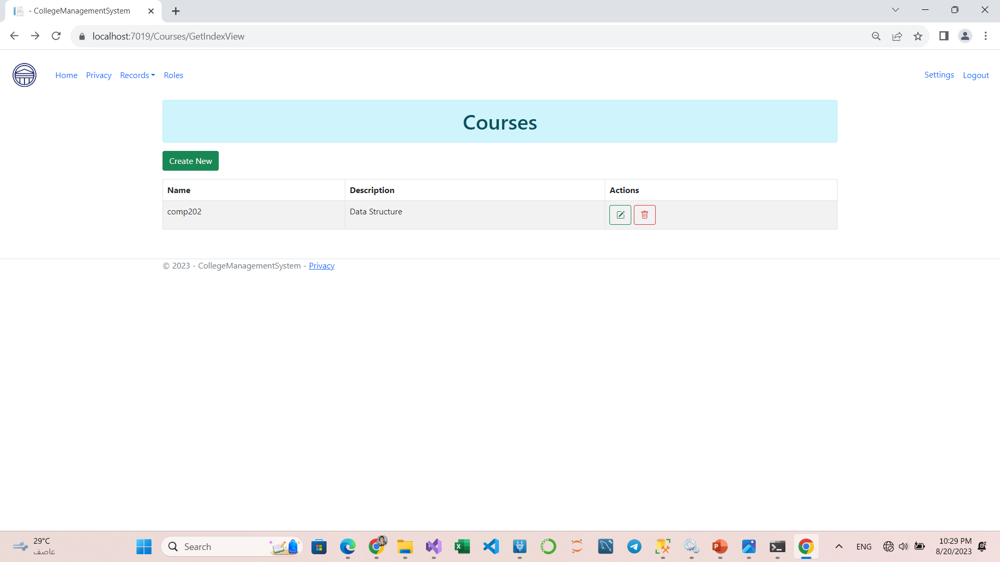 - CollegeManagementSystem
localhost:7019/Courses/GetIndexView
Home Privacy Records Roles Settings Logout
Courses
Create New
Name Description Actions
comp202 Data Structure
© 2023 - CollegeManagementSystem - Privacy
29°C
عاصف
Search
ENG
10:29 PM
8/20/2023